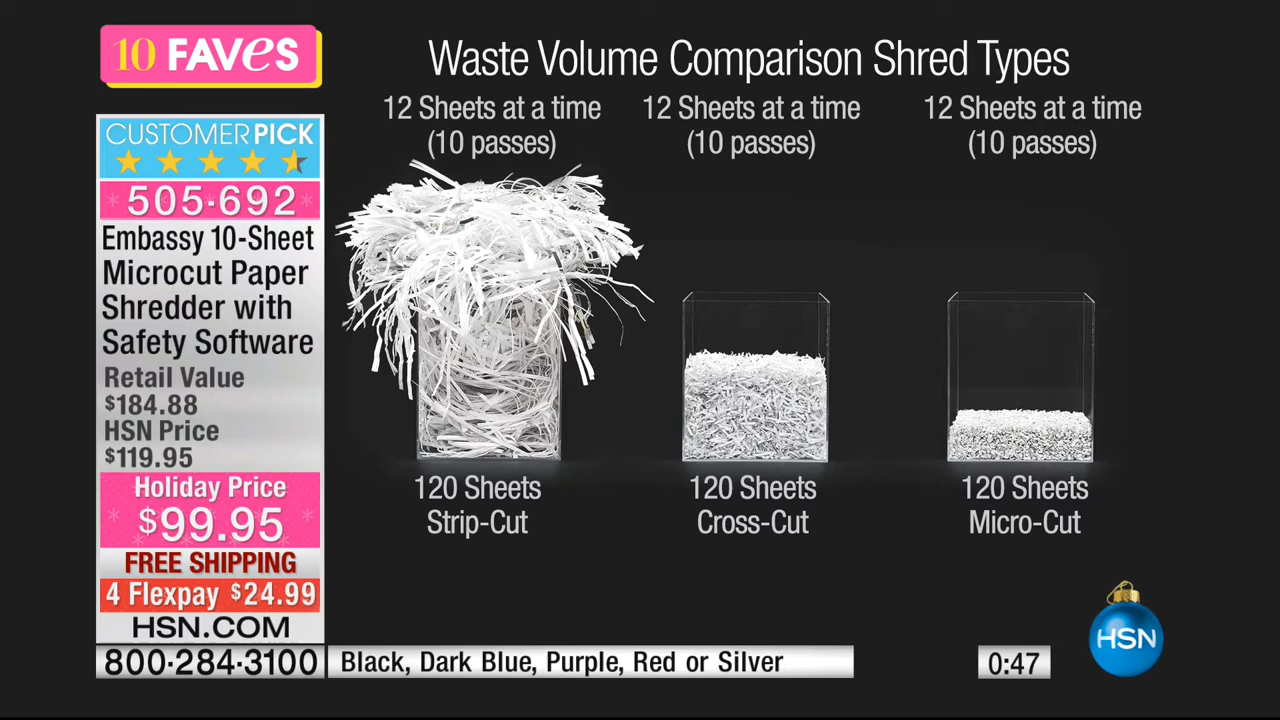 10 FAVeS
CUSTOMERPICK
505·692
Embassy 10-Sheet
Microcut Paper
Shredder with
Safety Software
Retail Value
$184.88
HSN Price
$119.95
Holiday Price
$99.95
FREE SHIPPING
4 Flexpay $24.99
HSN.COM
800·284·3100
Waste Volume Comparison Shred Types
12 Sheets at a time
(10 passes)
12 Sheets at a time
(10 passes)
12 Sheets at a time
(10 passes)
120 Sheets
Strip-Cut
120 Sheets
Cross-Cut
120 Sheets
Micro-Cut
HSN
Black, Dark Blue, Purple, Red or Silver
0:47